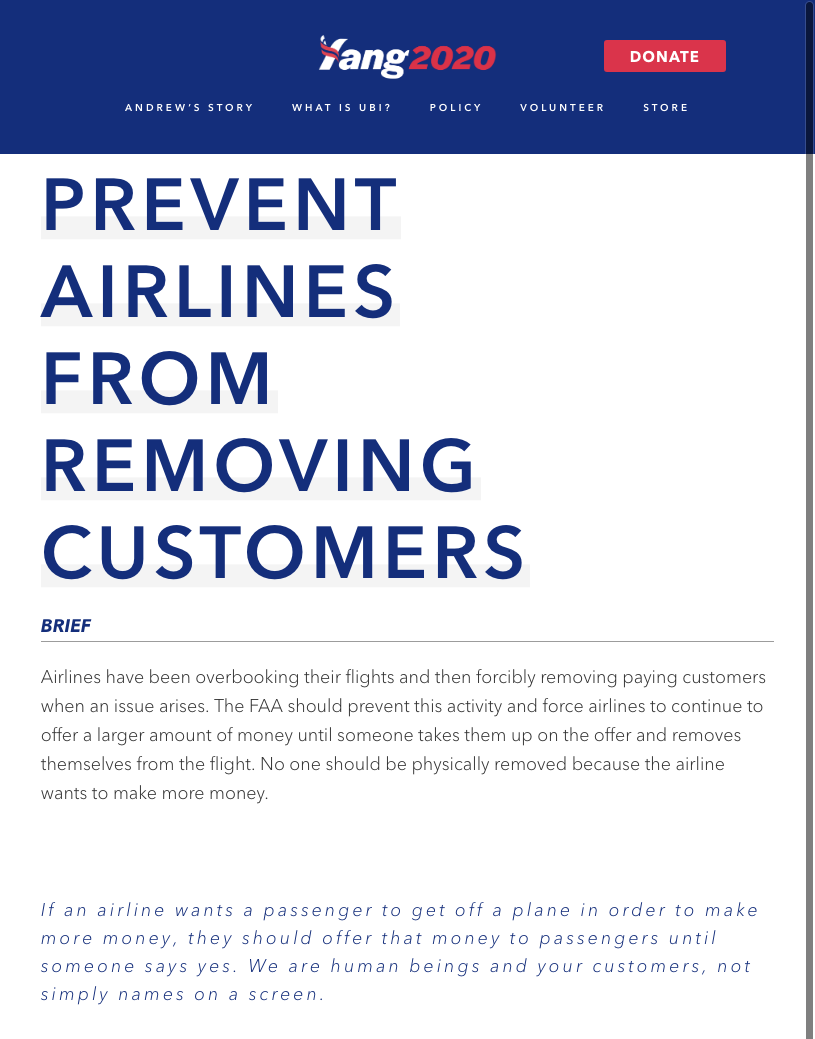 Yang2020
DONATE
ANDREW'S STORY WHAT IS UBI? POLICY VOLUNTEER STORE
PREVENT
AIRLINES
FROM
REMOVING
CUSTOMERS
BRIEF
Airlines have been overbooking their flights and then forcibly removing paying customers
when an issue arises. The FAA should prevent this activity and force airlines to continue to
offer a larger amount of money until someone takes them up on the offer and removes
themselves from the flight. No one should be physically removed because the airline
wants to make more money.
If an airline wants a passenger to get off a plane in order to make
more money, they should offer that money to passengers until
someone says yes. We are human beings and your customers, not
simply names on a screen.